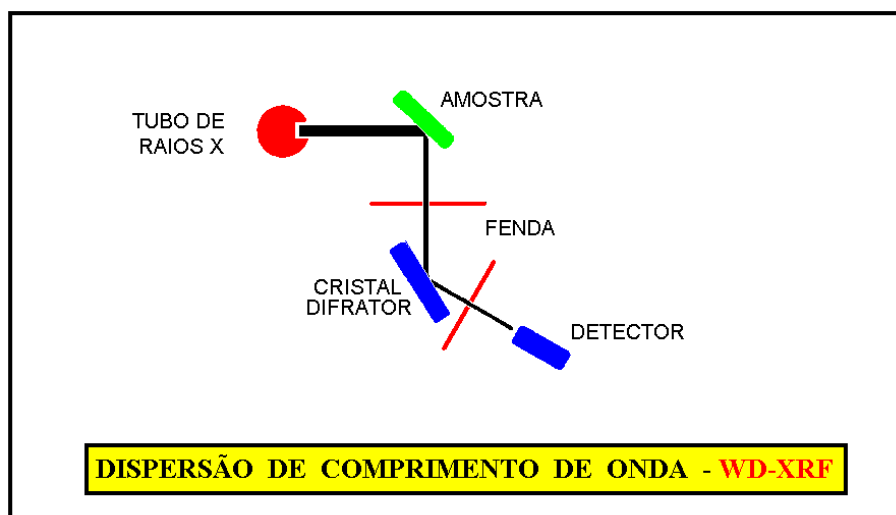 AMOSTRA
TUBO DE
RAIOS X
FENDA
CRISTAL
DIFRATOR
DETECTOR
DISPERSÃO DE COMPRIMENTO DE ONDA - WD-XRF